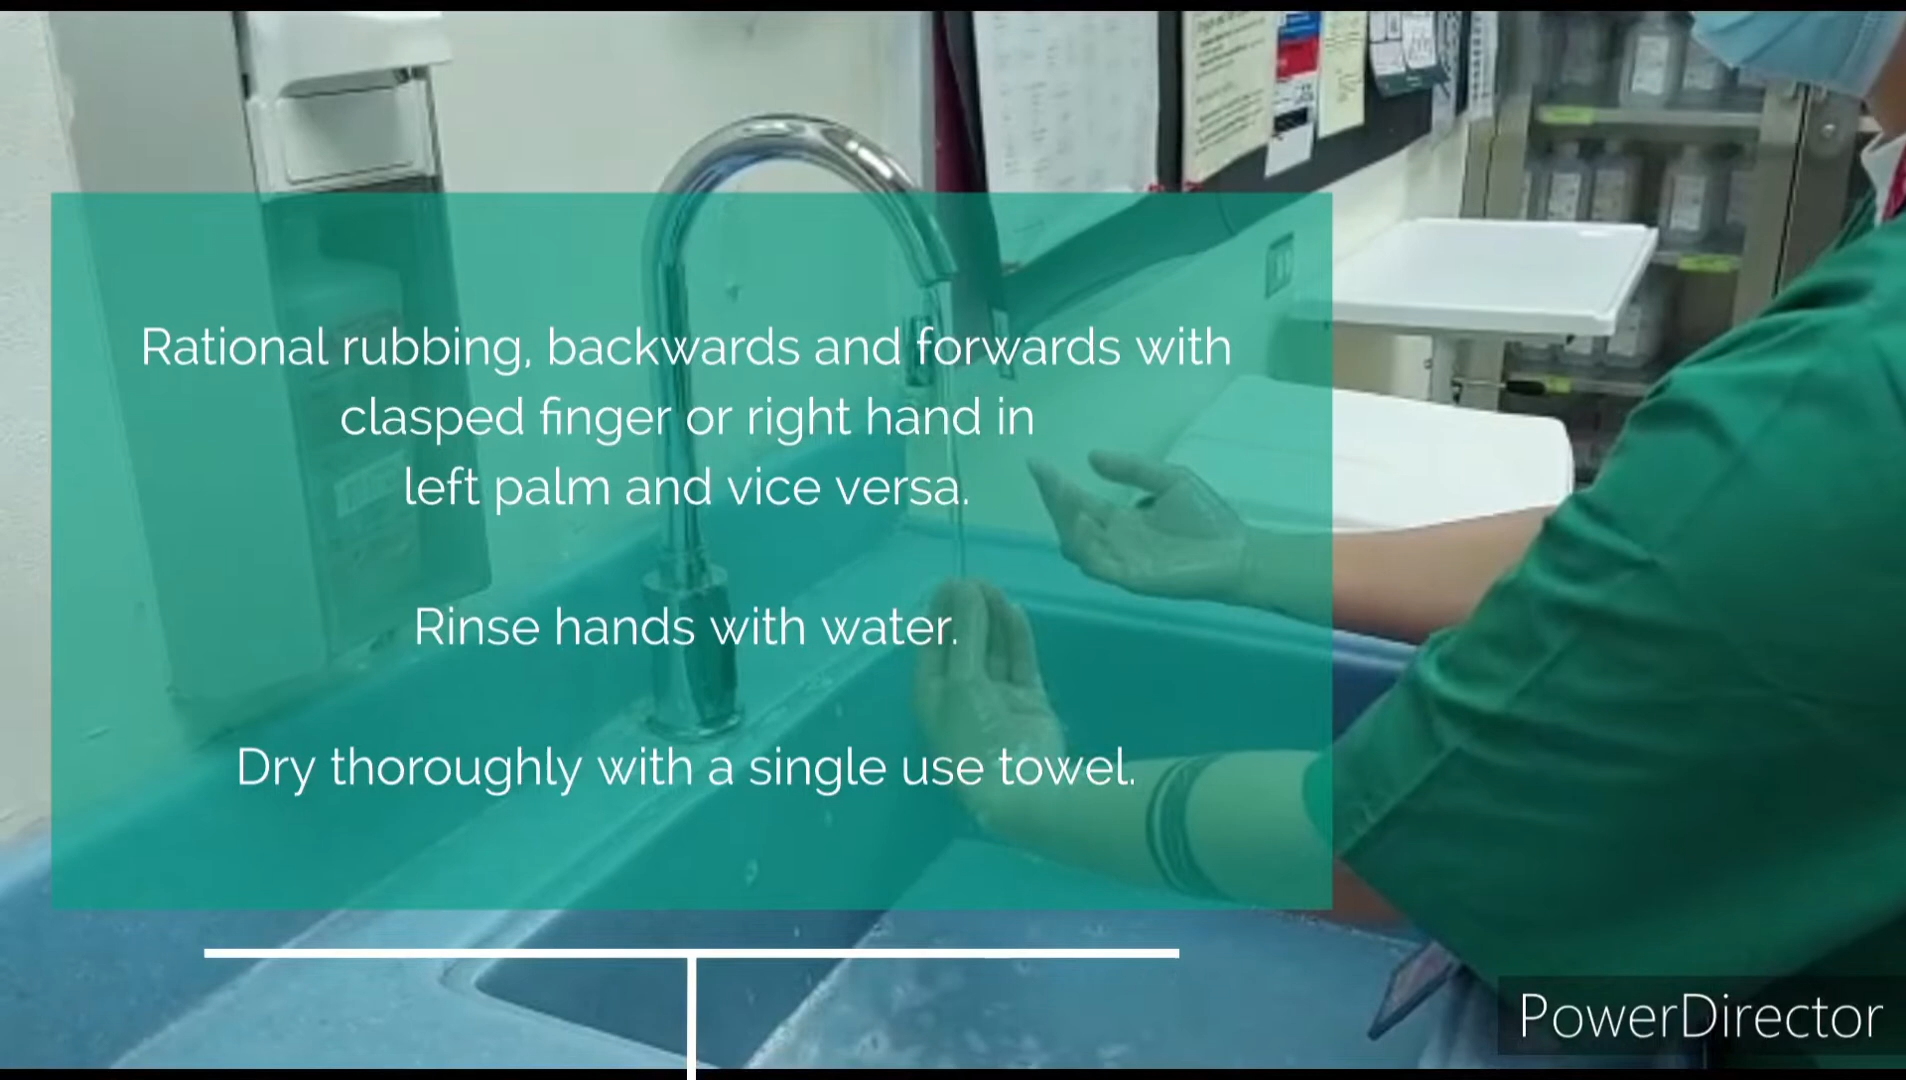 Rational rubbing, backwards and forwards with
clasped finger or right hand in
left palm and vice versa.
Rinse hands with water.
Dry thoroughly with a single use towel.
PowerDirector